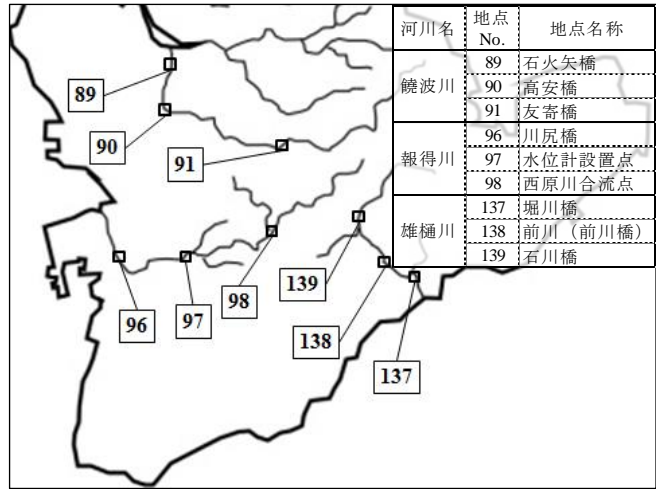 河川名 地点No. 地点名称
饒波川 89 石火矢橋
90 高安橋
91 友寄橋
報得川 96 川尻橋
97 水位計設置点
98 西原川合流点
雄樋川 137 堀川橋
138 前川（前川橋）
139 石川橋
89
90
91
96
97
98
139
138
137